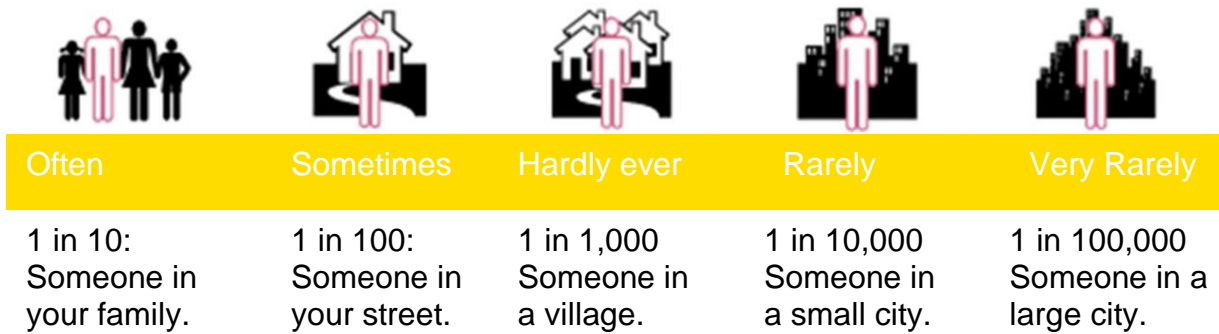 Often Sometimes Hardly ever Rarely Very Rarely
1 in 10: 1 in 100: 1 in 1,000 1 in 10,000 1 in 100,000
Someone in Someone in Someone in Someone in Someone in a
your family. your street. a village. a small city. large city.